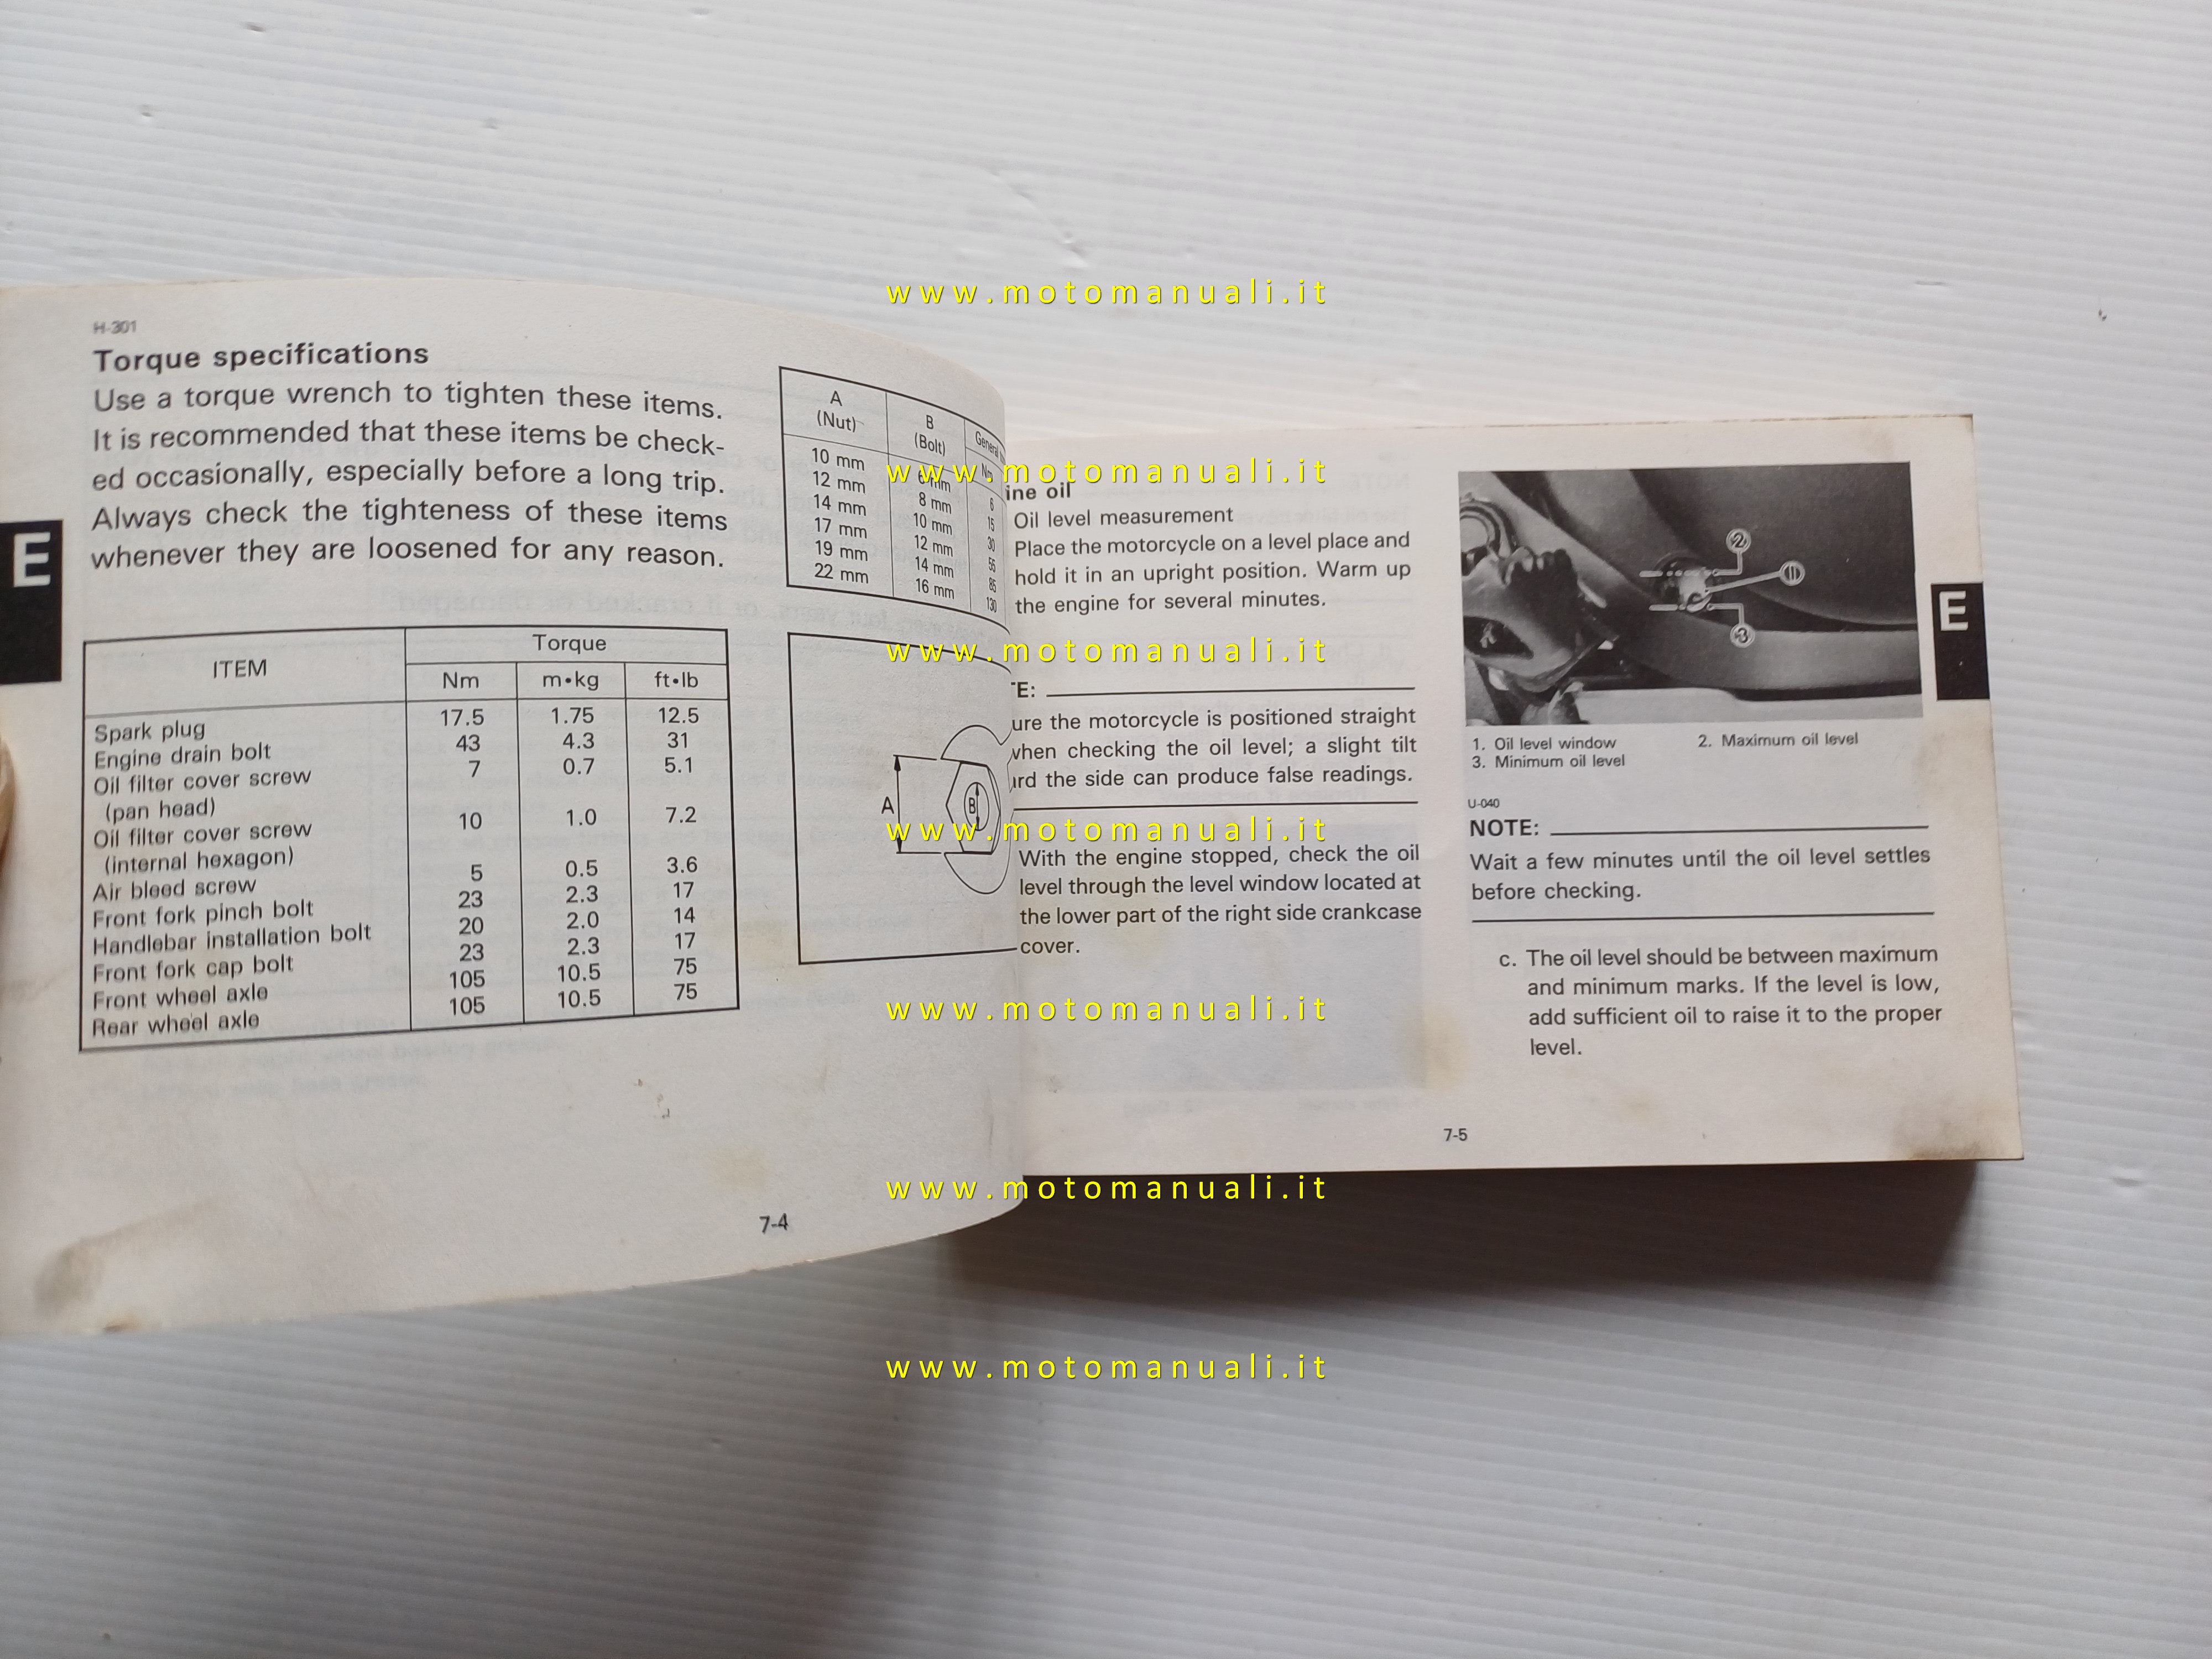 H-301
Torque specifications
Use a torque wrench to tighten these items.
It is recommended that these items be check-
ed occasionally, especially before a long trip.
Always check the tighteness of these items
whenever they are loosened for any reason.
E
ITEM Torque
Nm m•kg ft•lb
Spark plug 17.5 1.75 12.5
Engine drain bolt 43 4.3 31
Oil filter cover screw 7 0.7 5.1
(pan head)
Oil filter cover screw 10 1.0 7.2
(internal hexagon)
Air bleed screw 5 0.5 3.6
Front fork pinch bolt 23 2.3 17
Handlebar installation bolt 20 2.0 14
Front fork cap bolt 23 2.3 17
Front wheel axle 105 10.5 75
Rear wheel axle 105 10.5 75
A B General
(Nut) (Bolt) Nm
10 mm 6 mm 6
12 mm 8 mm 15
14 mm 10 mm 30
17 mm 12 mm 55
19 mm 14 mm 85
22 mm 16 mm 130
A
B
7-4
ine oil
Oil level measurement
Place the motorcycle on a level place and
hold it in an upright position. Warm up
the engine for several minutes.
E:
ure the motorcycle is positioned straight
when checking the oil level; a slight tilt
rd the side can produce false readings.
With the engine stopped, check the oil
level through the level window located at
the lower part of the right side crankcase
cover.
2
1
3
1. Oil level window 2. Maximum oil level
3. Minimum oil level
U-040
NOTE:
Wait a few minutes until the oil level settles
before checking.
c. The oil level should be between maximum
and minimum marks. If the level is low,
add sufficient oil to raise it to the proper
level.
E
7-5
www.motomanuali.it
www.motomanuali.it
www.motomanuali.it
www.motomanuali.it
www.motomanuali.it
www.motomanuali.it
www.motomanuali.it